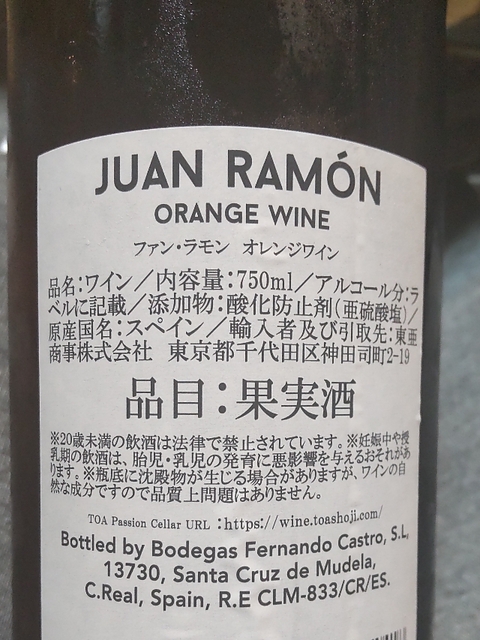 JUAN RAMÓN
ORANGE WINE
ファン・ラモン オレンジワイン
品名:ワイン/内容量:750ml/アルコール分:ラ
ベルに記載/添加物:酸化防止剤(亜硫酸塩)/
原産国名:スペイン/輸入者及び引取先:東亜
商事株式会社 東京都千代田区神田司町2-19
品目:果実酒
※20歳未満の飲酒は法律で禁止されています。※妊娠中や授
乳期の飲酒は、胎児・乳児の発育に悪影響を与えるおそれがあ
ります。※瓶底に沈殿物が生じる場合がありますが、ワインの自
然な成分ですので品質上問題はありません。
TOA Passion Cellar URL :https://wine.toashoji.com/
Bottled by Bodegas Fernando Castro, S.L,
13730, Santa Cruz de Mudela,
C.Real, Spain, R.E CLM-833/CR/ES.